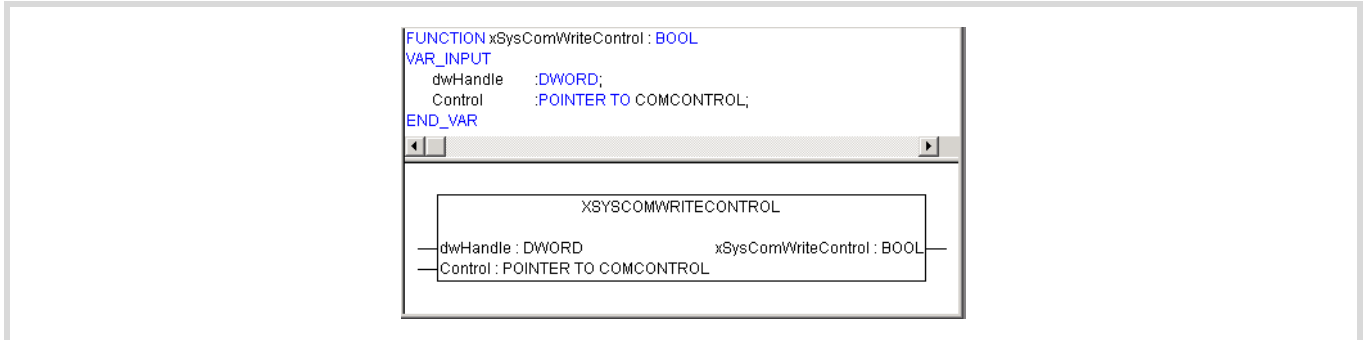 FUNCTION xSysComWriteControl : BOOL
VAR_INPUT
dwHandle :DWORD;
Control :POINTER TO COMCONTROL;
END_VAR
XSYSCOMWRITECONTROL
dwHandle : DWORD xSysComWriteControl : BOOL
Control : POINTER TO COMCONTROL